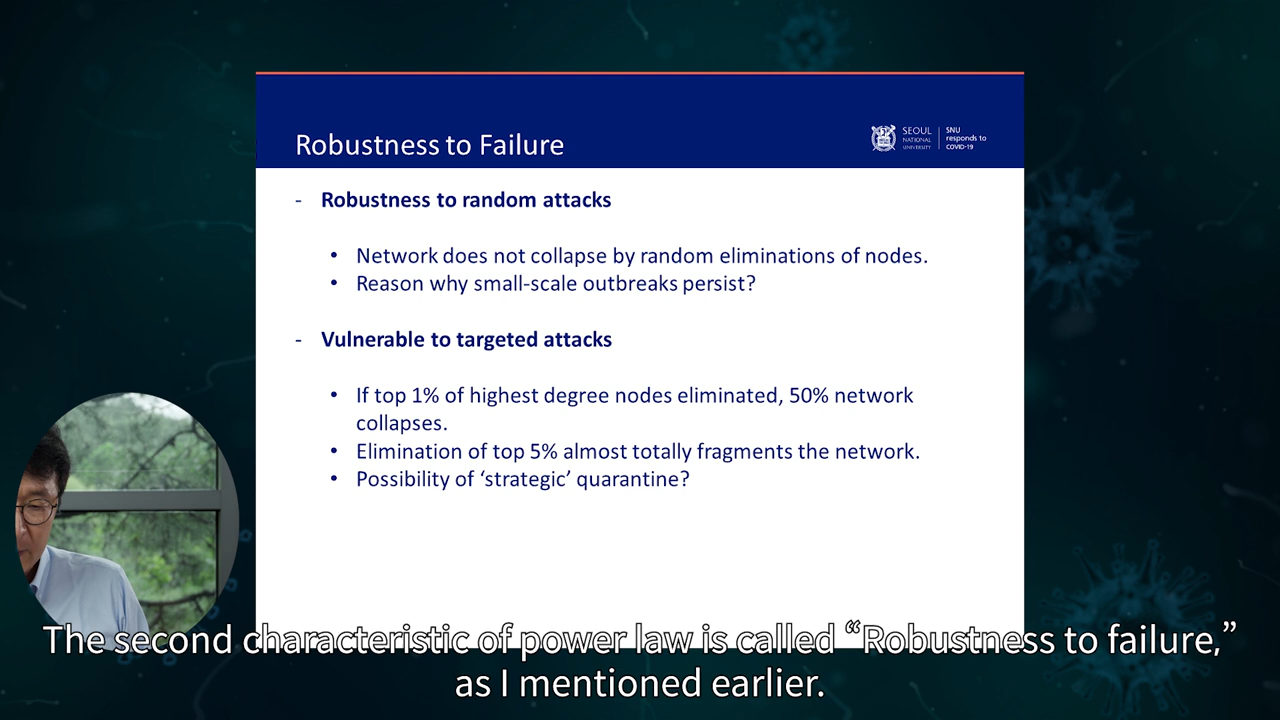 Robustness to Failure
SEOUL
NATIONAL
UNIVERSITY
SNU
responds to
COVID-19
- Robustness to random attacks
• Network does not collapse by random eliminations of nodes.
• Reason why small-scale outbreaks persist?
- Vulnerable to targeted attacks
• If top 1% of highest degree nodes eliminated, 50% network
collapses.
• Elimination of top 5% almost totally fragments the network.
• Possibility of ‘strategic’ quarantine?
The second characteristic of power law is called “Robustness to failure,”
as I mentioned earlier.